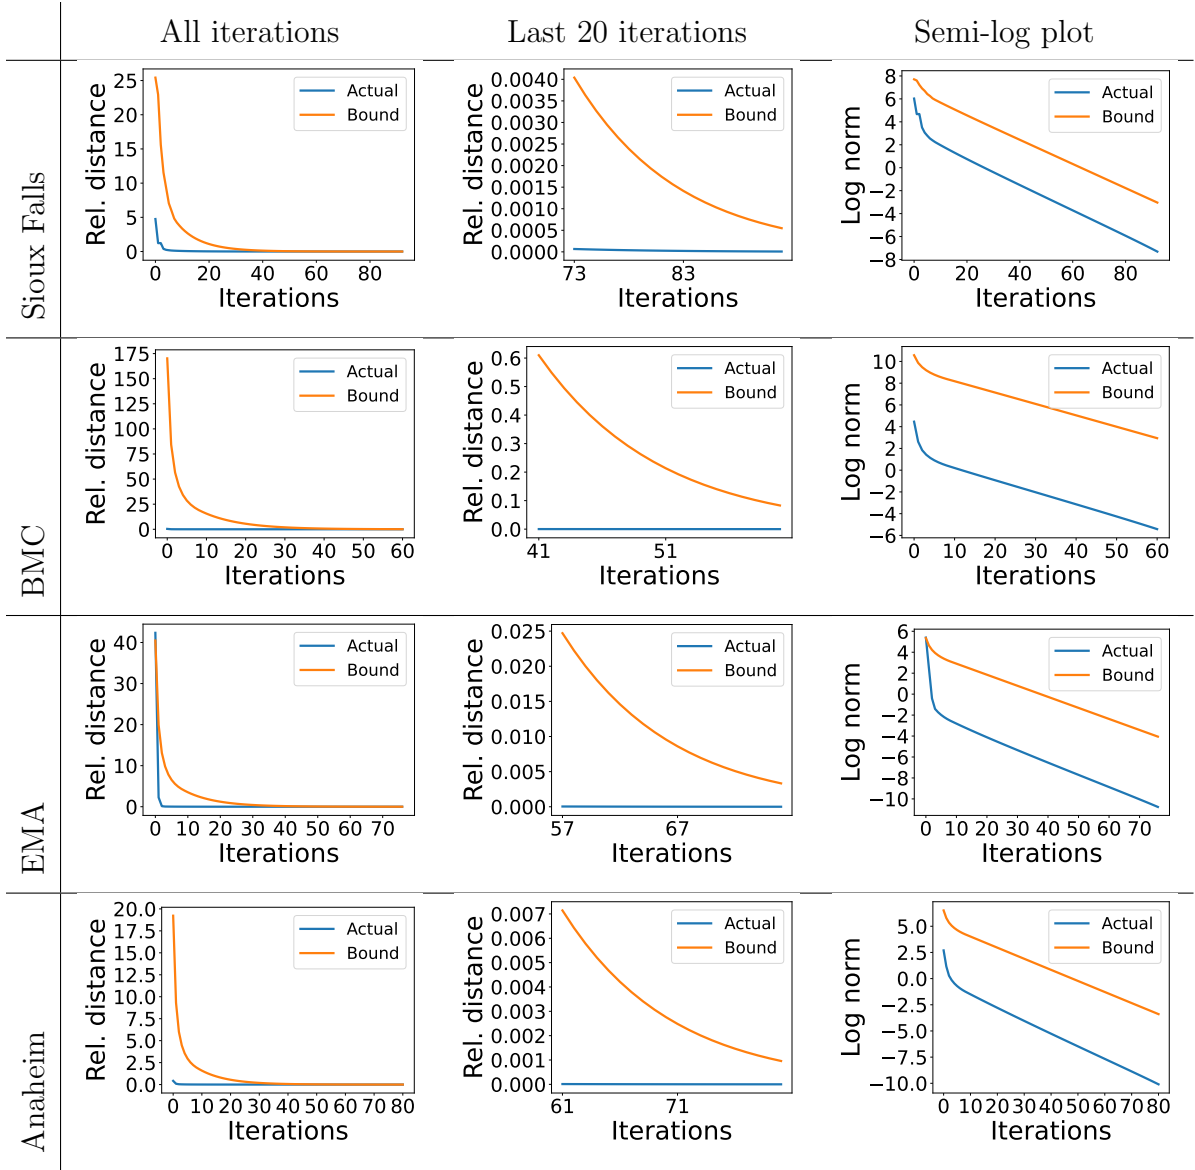 All iterations
Last 20 iterations
Semi-log plot
Sioux Falls
Rel. distance
25
20
15
10
5
0
0 20 40 60 80
Iterations
Actual
Bound
Rel. distance
0.0040
0.0035
0.0030
0.0025
0.0020
0.0015
0.0010
0.0005
0.0000
73 83
Iterations
Actual
Bound
Log norm
8
6
4
2
0
−2
−4
−6
−8
0 20 40 60 80
Iterations
Actual
Bound
BMC
Rel. distance
175
150
125
100
75
50
25
0
0 10 20 30 40 50 60
Iterations
Actual
Bound
Rel. distance
0.6
0.5
0.4
0.3
0.2
0.1
0.0
41 51
Iterations
Actual
Bound
Log norm
10
8
6
4
2
0
−2
−4
−6
0 10 20 30 40 50 60
Iterations
Actual
Bound
EMA
Rel. distance
40
30
20
10
0
0 10 20 30 40 50 60 70
Iterations
Actual
Bound
Rel. distance
0.025
0.020
0.015
0.010
0.005
0.000
57 67
Iterations
Actual
Bound
Log norm
6
4
2
0
−2
−4
−6
−8
−10
0 10 20 30 40 50 60 70
Iterations
Actual
Bound
Anaheim
Rel. distance
20.0
17.5
15.0
12.5
10.0
7.5
5.0
2.5
0.0
0 10 20 30 40 50 60 70 80
Iterations
Actual
Bound
Rel. distance
0.007
0.006
0.005
0.004
0.003
0.002
0.001
0.000
61 71
Iterations
Actual
Bound
Log norm
5.0
2.5
0.0
−2.5
−5.0
−7.5
−10.0
0 10 20 30 40 50 60 70 80
Iterations
Actual
Bound